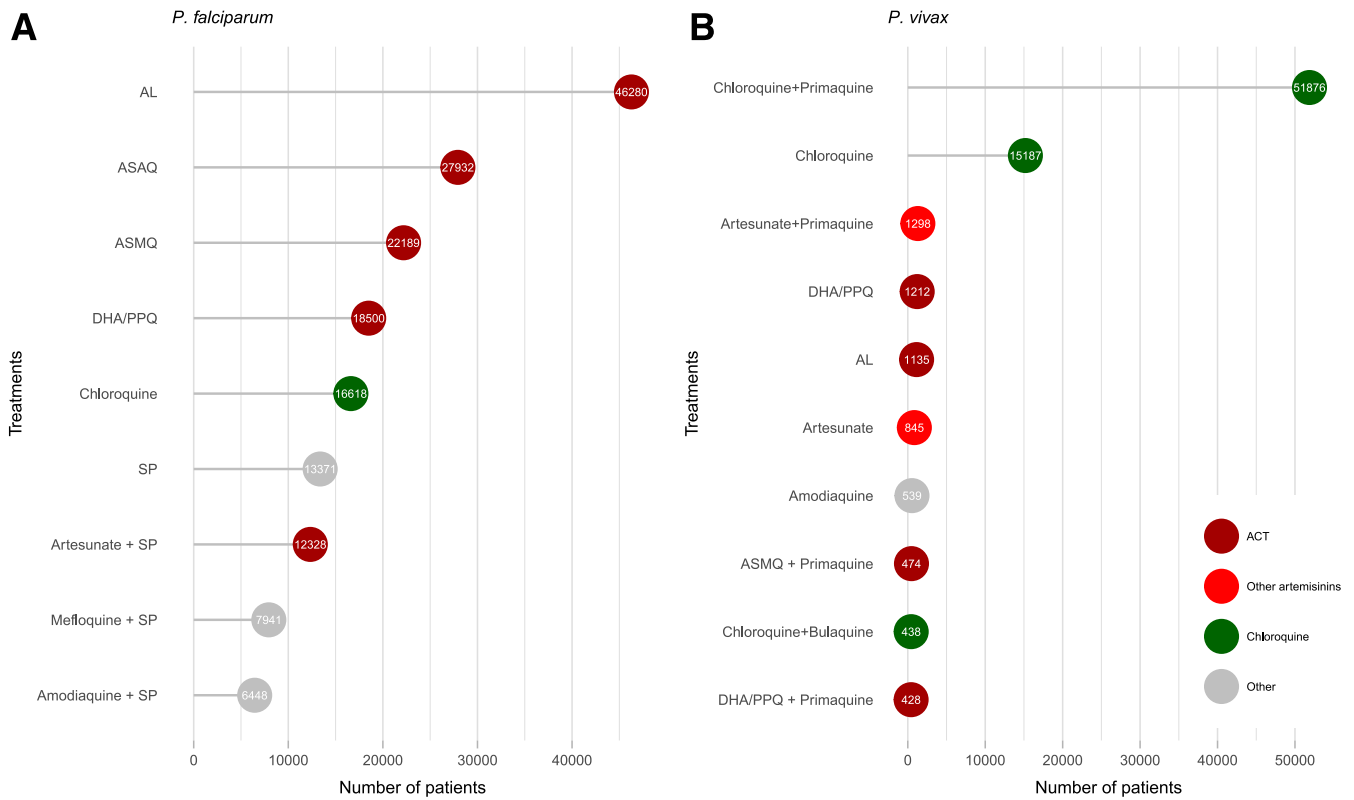 A
P. falciparum
Treatments
AL 46280
ASAQ 27932
ASMQ 22189
DHA/PPQ 18500
Chloroquine 16618
SP 13371
Artesunate + SP 12328
Mefloquine + SP 7941
Amodiaquine + SP 6448
0 10000 20000 30000 40000
Number of patients
B
P. vivax
Treatments
Chloroquine+Primaquine 51876
Chloroquine 15187
Artesunate+Primaquine 1298
DHA/PPQ 1212
AL 1135
Artesunate 845
Amodiaquine 539
ASMQ + Primaquine 474
Chloroquine+Bulaquine 438
DHA/PPQ + Primaquine 428
0 10000 20000 30000 40000 50000
Number of patients
ACT
Other artemisinins
Chloroquine
Other